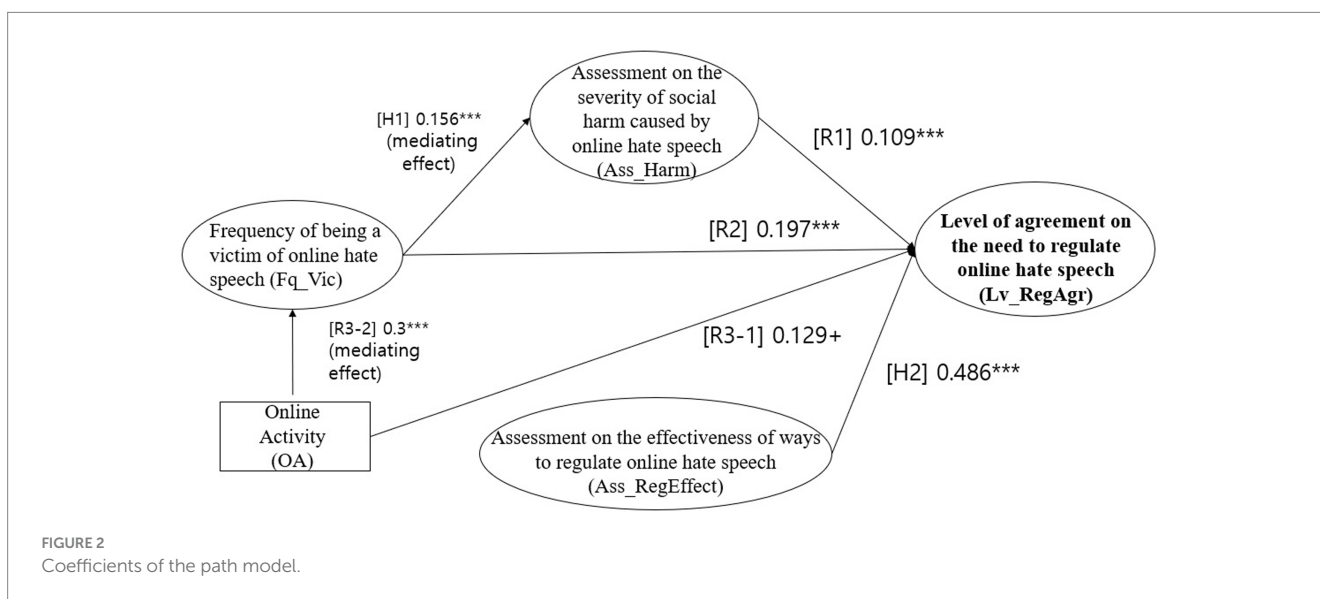 Assessment on the
severity of social
harm caused by
online hate speech
(Ass_Harm)
[H1] 0.156***
(mediating
effect)
[R1] 0.109***
Frequency of being a
victim of online hate
speech (Fq_Vic)
[R2] 0.197***
Level of agreement on
the need to regulate
online hate speech
(Lv_RegAgr)
[R3-2] 0.3***
(mediating
effect)
[R3-1] 0.129+
[H2] 0.486***
Online
Activity
(OA)
Assessment on the effectiveness of ways
to regulate online hate speech
(Ass_RegEffect)
FIGURE 2
Coefficients of the path model.